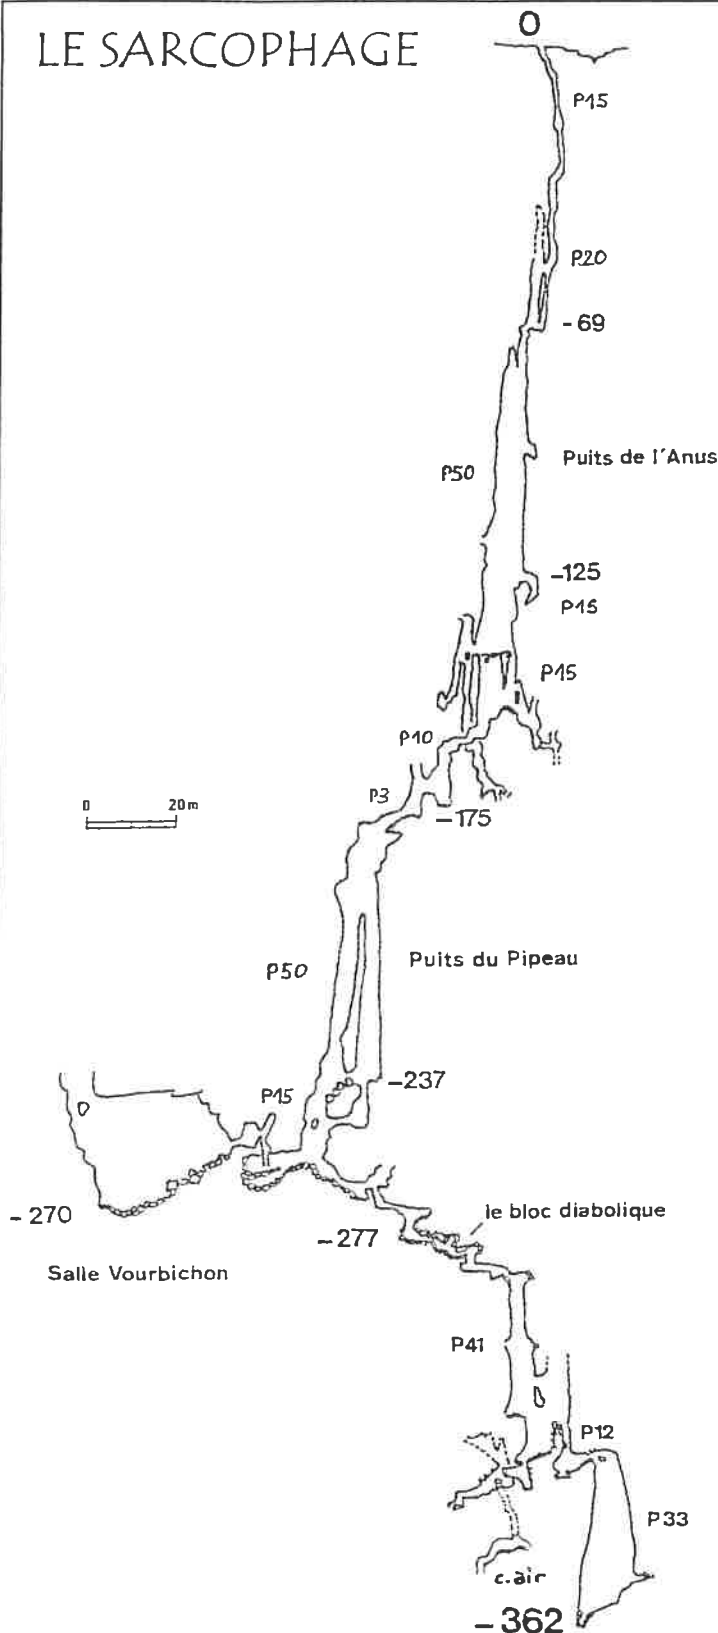 LE SARCOPHAGE
0
P15
P20
-69
P50
Puits de l'Anus
-125
P15
P15
P10
P3
-175
0 20m
P50
Puits du Pipeau
-237
P15
-270
-277
le bloc diabolique
Salle Vourbichon
P41
P12
P33
c.air
-362